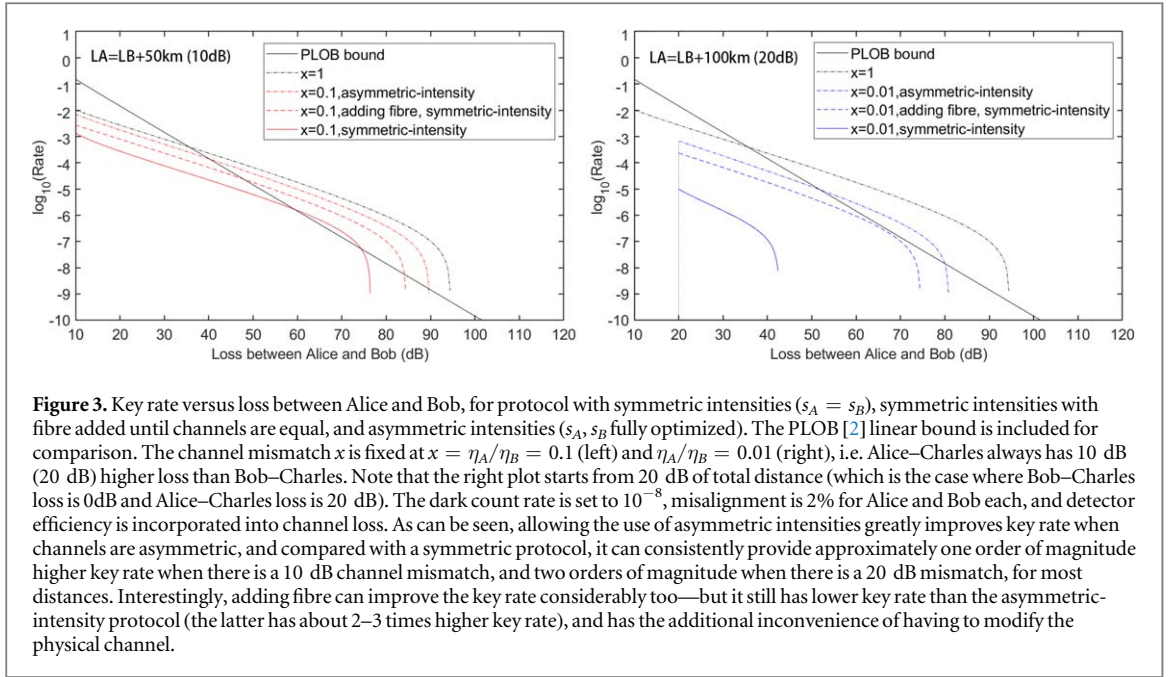 LA=LB+50km (10dB)
PLOB bound
x=1
x=0.1,asymmetric-intensity
x=0.1,adding fibre, symmetric-intensity
x=0.1,symmetric-intensity
1
0
-1
-2
-3
-4
-5
-6
-7
-8
-9
-10
log10(Rate)
10 20 30 40 50 60 70 80 90 100 110 120
Loss between Alice and Bob (dB)
LA=LB+100km (20dB)
PLOB bound
x=1
x=0.01,asymmetric-intensity
x=0.01,adding fibre, symmetric-intensity
x=0.01,symmetric-intensity
1
0
-1
-2
-3
-4
-5
-6
-7
-8
-9
-10
log10(Rate)
10 20 30 40 50 60 70 80 90 100 110 120
Loss between Alice and Bob (dB)
Figure 3. Key rate versus loss between Alice and Bob, for protocol with symmetric intensities (sA = sB), symmetric intensities with
fibre added until channels are equal, and asymmetric intensities (sA, sB fully optimized). The PLOB [2] linear bound is included for
comparison. The channel mismatch x is fixed at x = ηA/ηB = 0.1 (left) and ηA/ηB = 0.01 (right), i.e. Alice–Charles always has 10 dB
(20 dB) higher loss than Bob–Charles. Note that the right plot starts from 20 dB of total distance (which is the case where Bob–Charles
loss is 0dB and Alice–Charles loss is 20 dB). The dark count rate is set to 10⁻⁸, misalignment is 2% for Alice and Bob each, and detector
efficiency is incorporated into channel loss. As can be seen, allowing the use of asymmetric intensities greatly improves key rate when
channels are asymmetric, and compared with a symmetric protocol, it can consistently provide approximately one order of magnitude
higher key rate when there is a 10 dB channel mismatch, and two orders of magnitude when there is a 20 dB mismatch, for most
distances. Interestingly, adding fibre can improve the key rate considerably too—but it still has lower key rate than the asymmetric-
intensity protocol (the latter has about 2–3 times higher key rate), and has the additional inconvenience of having to modify the
physical channel.